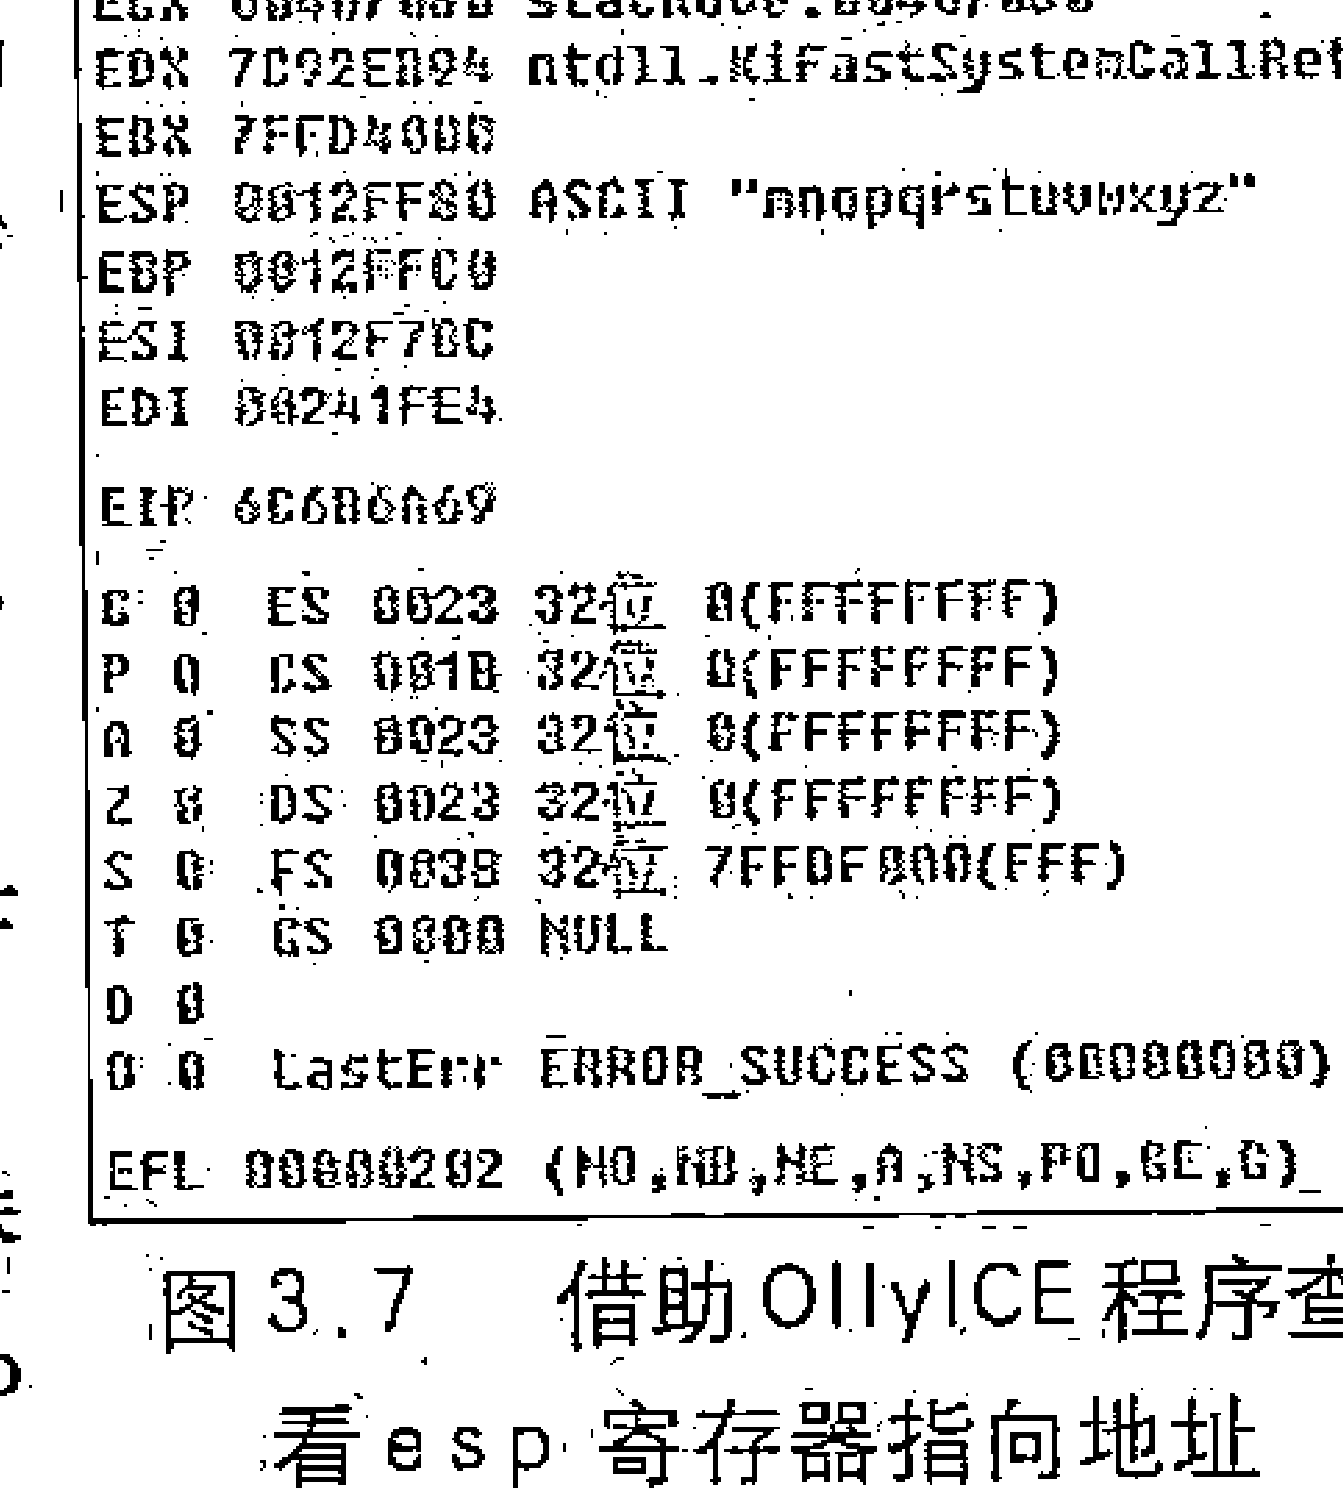 EDX 7C92EB94 ntdll.KiFastSystemCallRet
EBX 7FFD4000
ESP 0012FF80 ASCII "mnopqrstuvwxyz"
EBP 0012FFC0
ESI 0012F7BC
EDI 00241FE4
EIP 6C6B6A69
C 0 ES 0023 32位 0(FFFFFFFF)
P 0 CS 001B 32位 0(FFFFFFFF)
A 0 SS 0023 32位 0(FFFFFFFF)
Z 0 DS 0023 32位 0(FFFFFFFF)
S 0 FS 003B 32位 7FFDF000(FFF)
T 0 GS 0000 NULL
D 0
O 0 LastErr ERROR_SUCCESS (00000000)
EFL 00000202 (NO,NB,NE,A,NS,PO,GE,G)
图3.7 借助OllyICE程序查
看esp寄存器指向地址